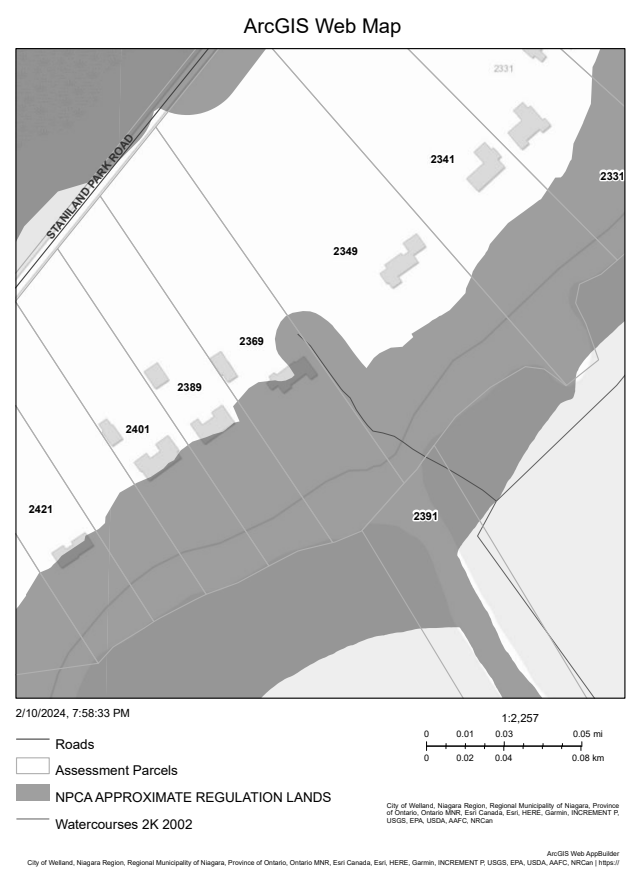 ArcGIS Web Map
2331
2341
2331
STANILAND PARK ROAD
2349
2369
2389
2401
2421
2391
2/10/2024, 7:58:33 PM
1:2,257
0 0.01 0.03 0.05 mi
0 0.02 0.04 0.08 km
Roads
Assessment Parcels
NPCA APPROXIMATE REGULATION LANDS
Watercourses 2K 2002
City of Welland, Niagara Region, Regional Municipality of Niagara, Province
of Ontario, Ontario MNR, Esri Canada, Esri, HERE, Garmin, INCREMENT P,
USGS, EPA, USDA, AAFC, NRCan
ArcGIS Web AppBuilder
City of Welland, Niagara Region, Regional Municipality of Niagara, Province of Ontario, Ontario MNR, Esri Canada, Esri, HERE, Garmin, INCREMENT P, USGS, EPA, USDA, AAFC, NRCan | https://